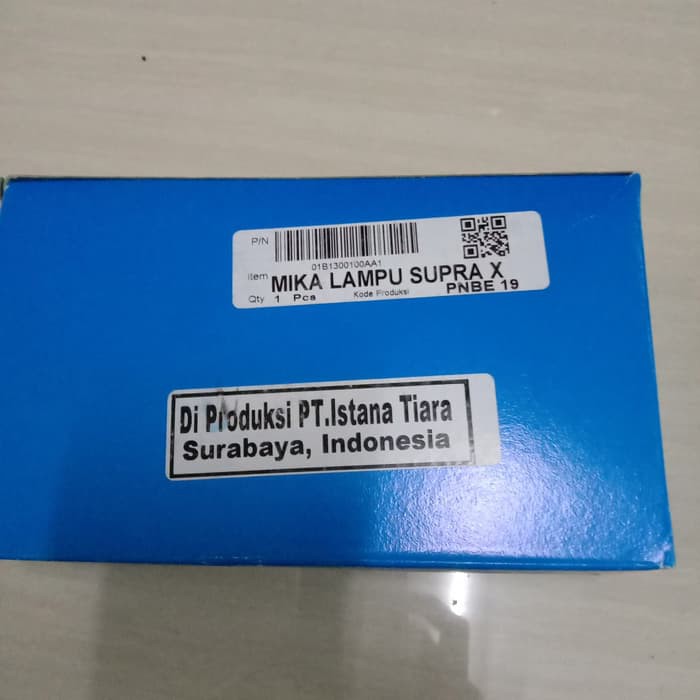 P/N
01B1300100AA1
Item MIKA LAMPU SUPRA X
Qty 1 Pcs Kode Produksi PNBE 19
Di Produksi PT.Istana Tiara
Surabaya, Indonesia